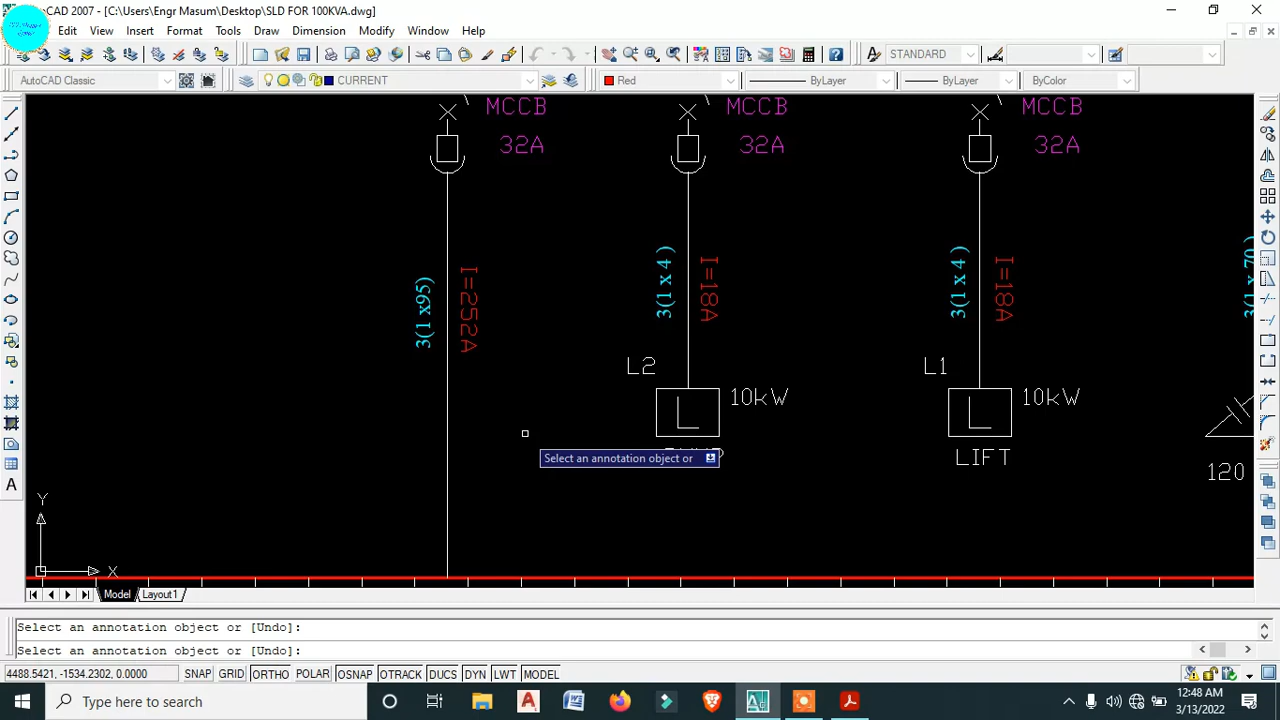 CAD 2007 - [C:\Users\Engr Masum\Desktop\SLD FOR 100KVA.dwg]
Edit View Insert Format Tools Draw Dimension Modify Window Help
STANDARD
AutoCAD Classic CURRENT Red ByLayer ByLayer ByColor
MCCB MCCB MCCB
32A 32A 32A
3(1 x95) I=252A 3(1 x 4 ) I=18A 3(1 x 4 ) I=18A 3(1 x 70
L2 10kW L1 10kW
L L
Select an annotation object or
LIFT
120
Y
X
Model Layout1
Select an annotation object or [Undo]:
Select an annotation object or [Undo]:
4488.5421, -1534.2302, 0.0000 SNAP GRID ORTHO POLAR OSNAP OTRACK DUCS DYN LWT MODEL
Type here to search
12:48 AM
3/13/2022